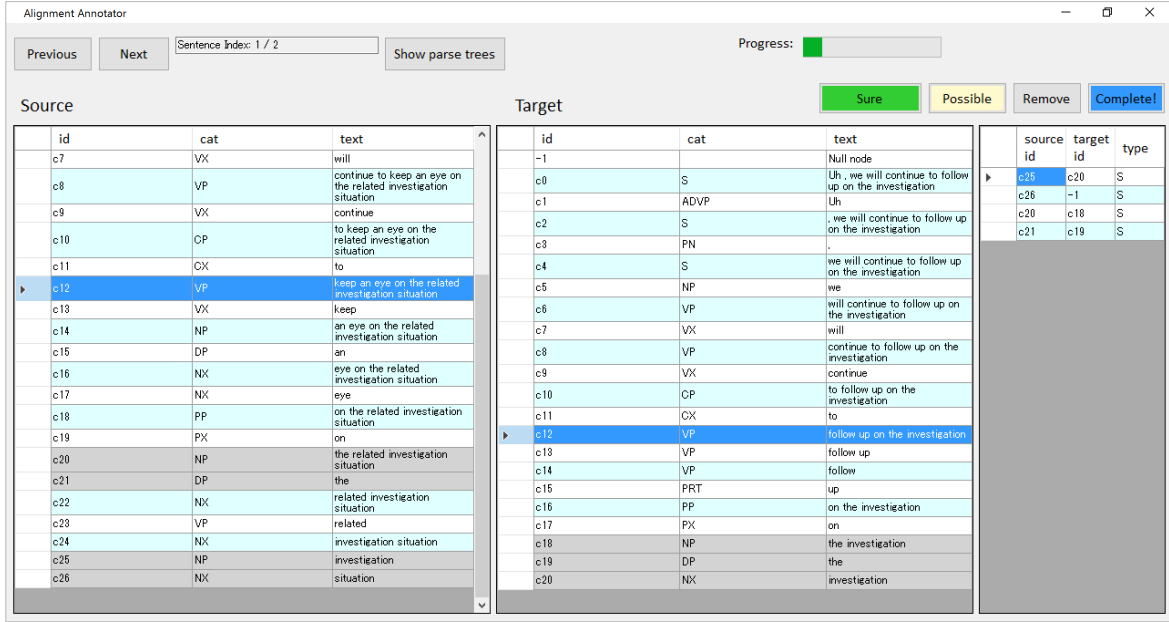 Alignment Annotator
Previous
Next
Sentence Index: 1 / 2
Show parse trees
Progress:
Sure
Possible
Remove
Complete!
Source
id cat text
c7 VX will
c8 VP continue to keep an eye on
the related investigation
situation
c9 VX continue
c10 CP to keep an eye on the
related investigation
situation
c11 CX to
c12 VP keep an eye on the related
investigation situation
c13 VX keep
c14 NP an eye on the related
investigation situation
c15 DP an
c16 NX eye on the related
investigation situation
c17 NX eye
c18 PP on the related investigation
situation
c19 PX on
c20 NP the related investigation
situation
c21 DP the
c22 NX related investigation
situation
c23 VP related
c24 NX investigation situation
c25 NP investigation
c26 NX situation
Target
id cat text
-1 Null node
c0 S Uh , we will continue to follow
up on the investigation
c1 ADVP Uh
c2 S , we will continue to follow up
on the investigation
c3 PN ,
c4 S we will continue to follow up
on the investigation
c5 NP we
c6 VP will continue to follow up on
the investigation
c7 VX will
c8 VP continue to follow up on the
investigation
c9 VX continue
c10 CP to follow up on the
investigation
c11 CX to
c12 VP follow up on the investigation
c13 VP follow up
c14 VP follow
c15 PRT up
c16 PP on the investigation
c17 PX on
c18 NP the investigation
c19 DP the
c20 NX investigation
source id target id type
c25 c20 S
c26 -1 S
c20 c18 S
c21 c19 S